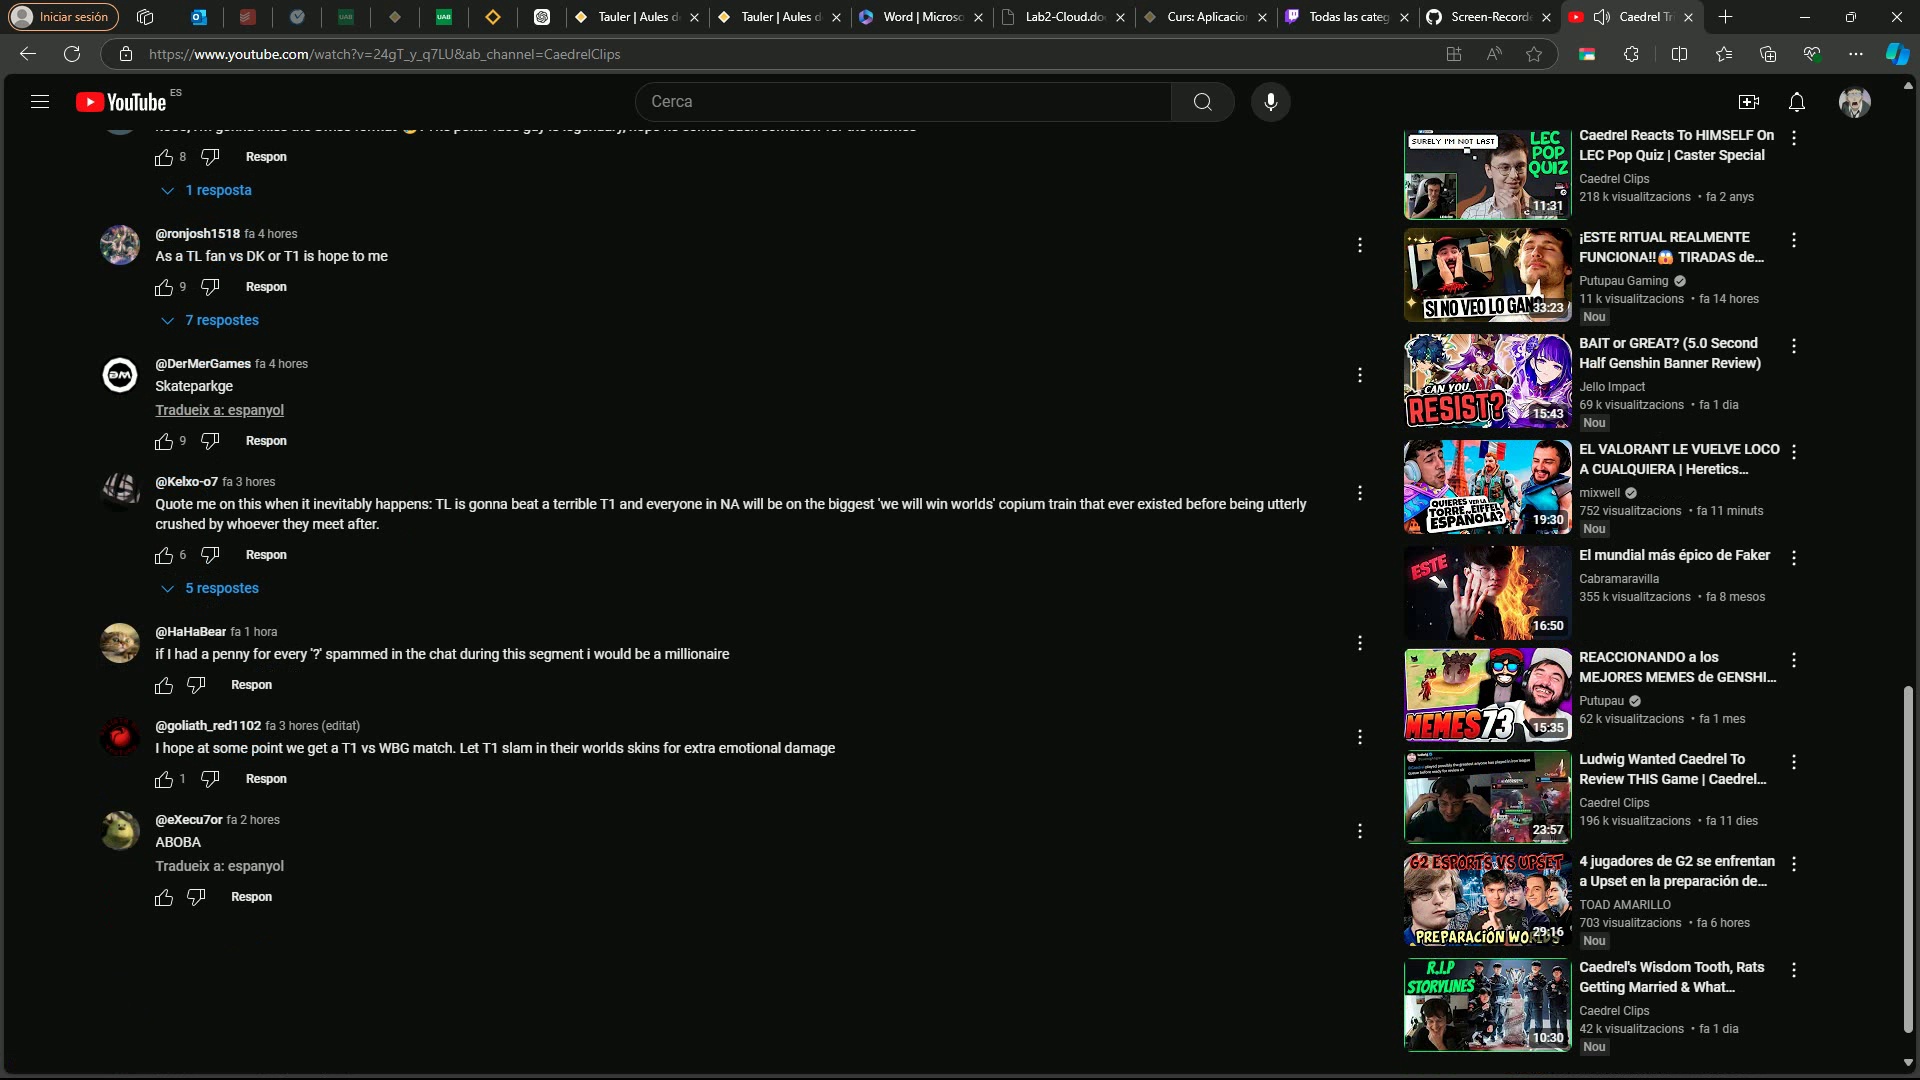 Iniciar sesión
Tauler | Aules d
Tauler | Aules d
Word | Microso
Lab2-Cloud.do
Curs: Aplicacio
Todas las categ
Screen-Recorde
Caedrel Tr
https://www.youtube.com/watch?v=24gT_y_q7LU&ab_channel=CaedrelClips
YouTube ES
Cerca
8 Respon
1 resposta
@ronjosh1518 fa 4 hores
As a TL fan vs DK or T1 is hope to me
9 Respon
7 respostes
@DerMerGames fa 4 hores
Skateparkge
Tradueix a: espanyol
9 Respon
@Kelxo-o7 fa 3 hores
Quote me on this when it inevitably happens: TL is gonna beat a terrible T1 and everyone in NA will be on the biggest 'we will win worlds' copium train that ever existed before being utterly
crushed by whoever they meet after.
6 Respon
5 respostes
@HaHaBear fa 1 hora
if I had a penny for every '?' spammed in the chat during this segment i would be a millionaire
Respon
@goliath_red1102 fa 3 hores (editat)
I hope at some point we get a T1 vs WBG match. Let T1 slam in their worlds skins for extra emotional damage
1 Respon
@eXecu7or fa 2 hores
ABOBA
Tradueix a: espanyol
Respon
SURELY I'M NOT LAST
LEC
POP
QUIZ
11:31
Caedrel Reacts To HIMSELF On
LEC Pop Quiz | Caster Special
Caedrel Clips
218 k visualitzacions • fa 2 anys
SI NO VEO LO GANO
33:23
¡ESTE RITUAL REALMENTE
FUNCIONA!!😱 TIRADAS de...
Putupau Gaming
11 k visualitzacions • fa 14 hores
Nou
CAN YOU
RESIST?
15:43
BAIT or GREAT? (5.0 Second
Half Genshin Banner Review)
Jello Impact
69 k visualitzacions • fa 1 dia
Nou
QUIERES VER LA
TORRE EIFFEL
ESPAÑOLA?
19:30
EL VALORANT LE VUELVE LOCO
A CUALQUIERA | Heretics...
mixwell
752 visualitzacions • fa 11 minuts
Nou
ESTE
16:50
El mundial más épico de Faker
Cabramaravilla
355 k visualitzacions • fa 8 mesos
MEMES 73
15:35
REACCIONANDO a los
MEJORES MEMES de GENSHI...
Putupau
62 k visualitzacions • fa 1 mes
23:57
Ludwig Wanted Caedrel To
Review THIS Game | Caedrel...
Caedrel Clips
196 k visualitzacions • fa 11 dies
G2 ESPORTS VS UPSET
PREPARACIÓN WORLDS
29:16
4 jugadores de G2 se enfrentan
a Upset en la preparación de...
TOAD AMARILLO
703 visualitzacions • fa 6 hores
Nou
R.I.P
STORYLINES
10:30
Caedrel's Wisdom Tooth, Rats
Getting Married & What...
Caedrel Clips
42 k visualitzacions • fa 1 dia
Nou